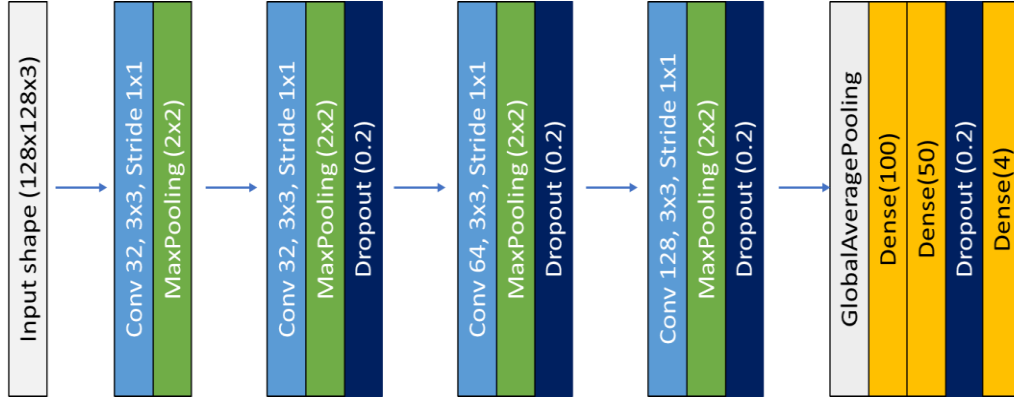 Input shape (128x128x3)
Conv 32, 3x3, Stride 1x1
MaxPooling (2x2)
Conv 32, 3x3, Stride 1x1
MaxPooling (2x2)
Dropout (0.2)
Conv 64, 3x3, Stride 1x1
MaxPooling (2x2)
Dropout (0.2)
Conv 128, 3x3, Stride 1x1
MaxPooling (2x2)
Dropout (0.2)
GlobalAveragePooling
Dense(100)
Dense(50)
Dropout (0.2)
Dense(4)